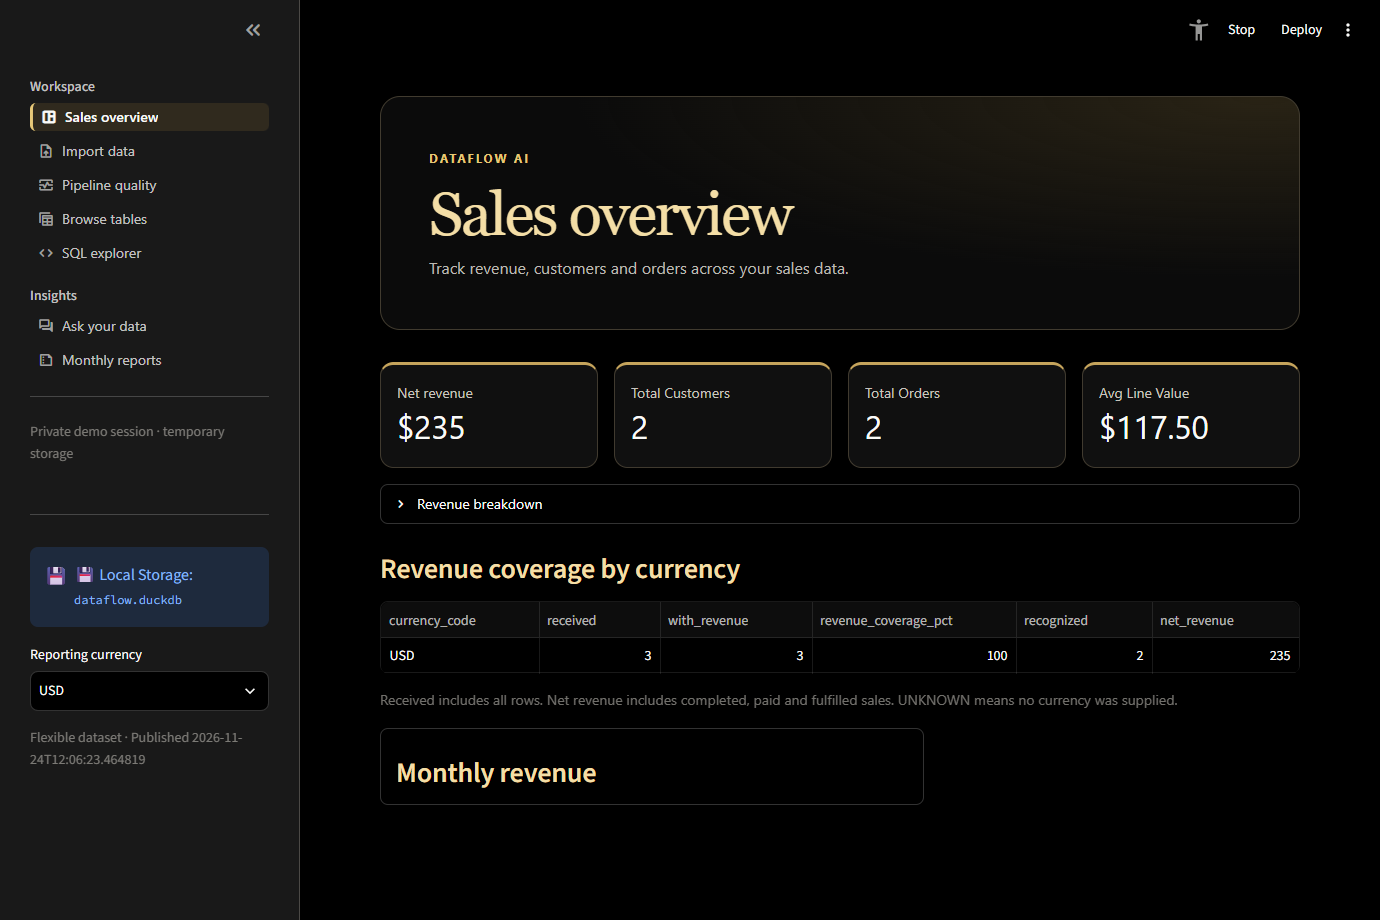 Stop
Deploy
Workspace
Sales overview
Import data
Pipeline quality
Browse tables
SQL explorer
Insights
Ask your data
Monthly reports
Private demo session · temporary
storage
💾 💾 Local Storage:
dataflow.duckdb
Reporting currency
USD
Flexible dataset · Published 2026-11-
24T12:06:23.464819
DATAFLOW AI
Sales overview
Track revenue, customers and orders across your sales data.
Net revenue
$235
Total Customers
2
Total Orders
2
Avg Line Value
$117.50
Revenue breakdown
Revenue coverage by currency
currency_code received with_revenue revenue_coverage_pct recognized net_revenue
USD 3 3 100 2 235
Received includes all rows. Net revenue includes completed, paid and fulfilled sales. UNKNOWN means no currency was supplied.
Monthly revenue